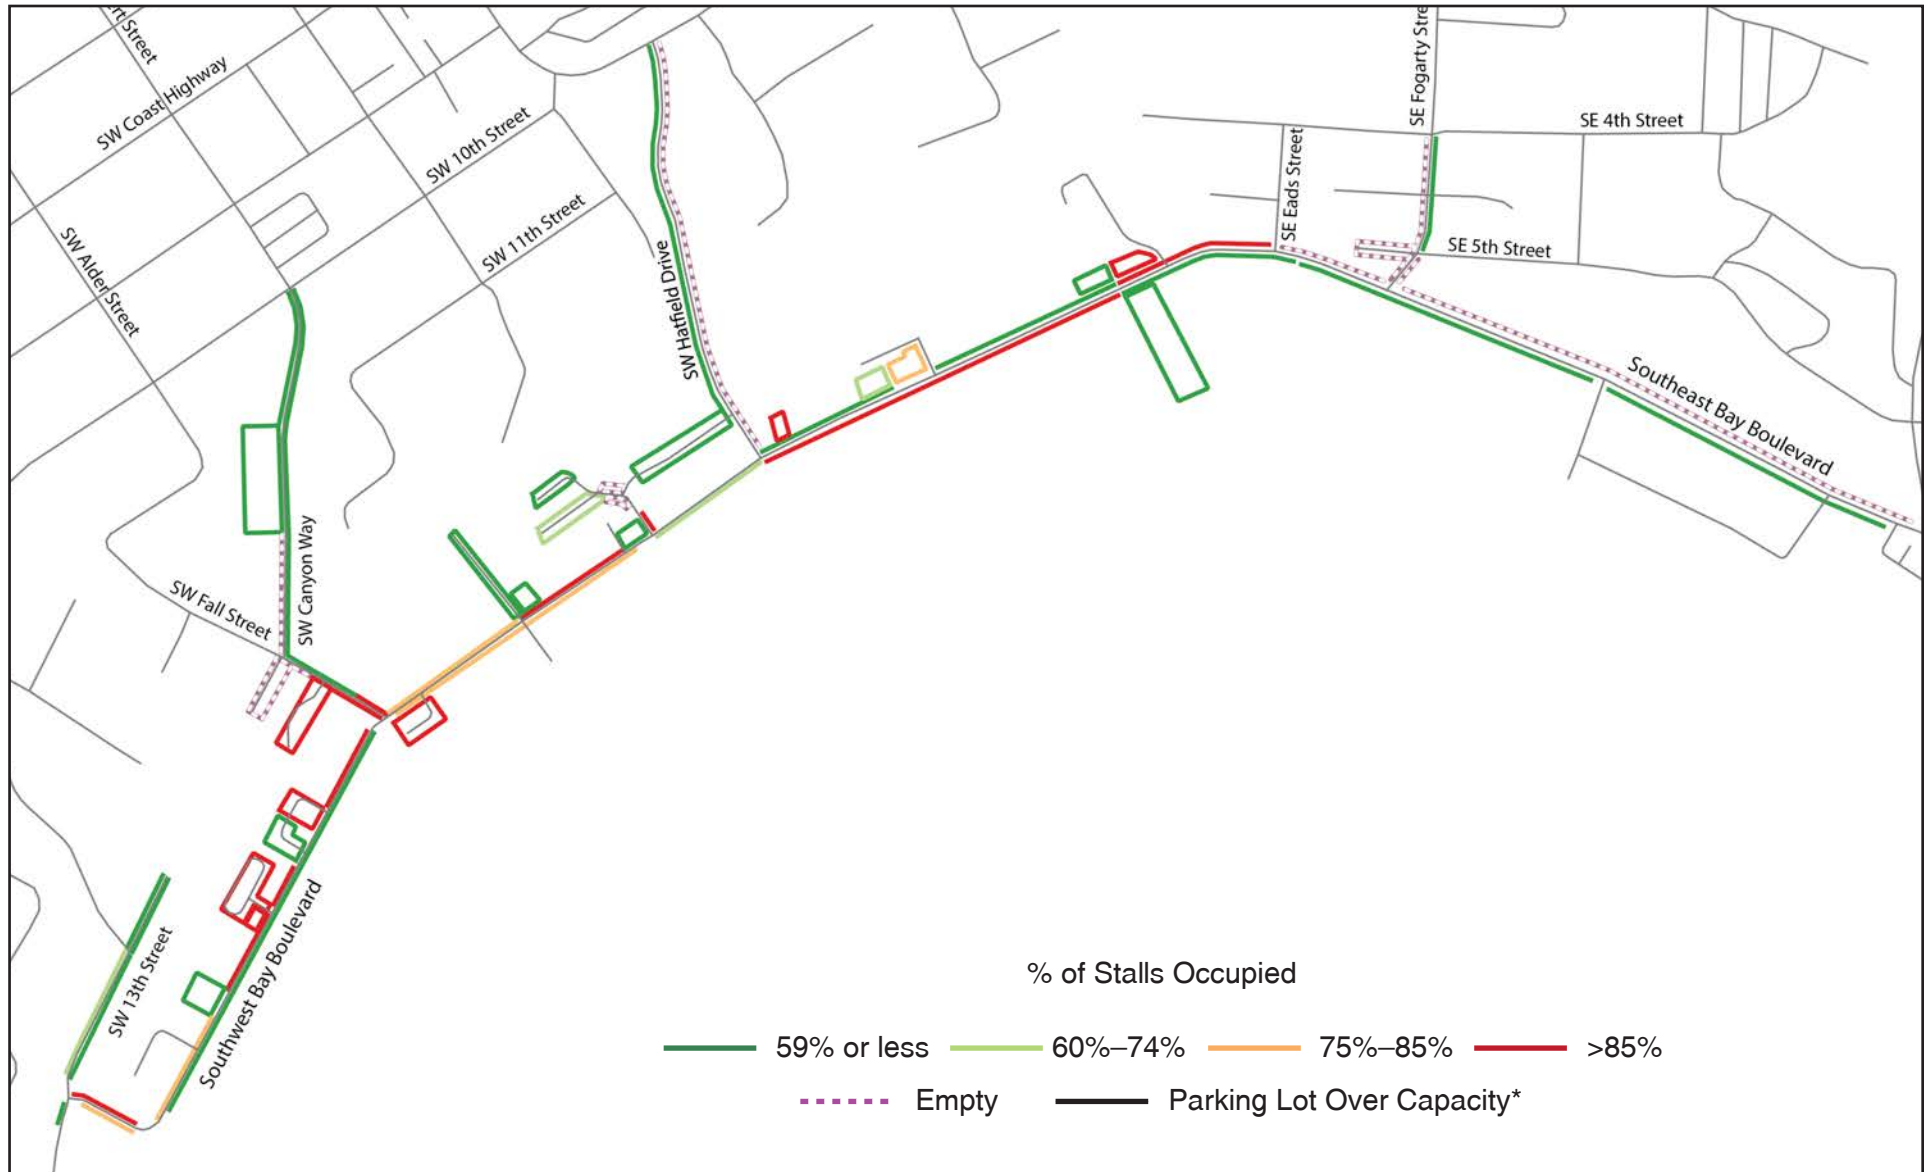 rt Street
SW Coast Highway
SW 10th Street
SW 11th Street
SW Alder Street
SW Hatfield Drive
SE Fogarty Stre
SE 4th Street
SE Eads Street
SE 5th Street
Southeast Bay Boulevard
SW Canyon Way
SW Fall Street
SW 13th Street
Southwest Bay Boulevard
% of Stalls Occupied
59% or less 60%–74% 75%–85% >85%
Empty Parking Lot Over Capacity*